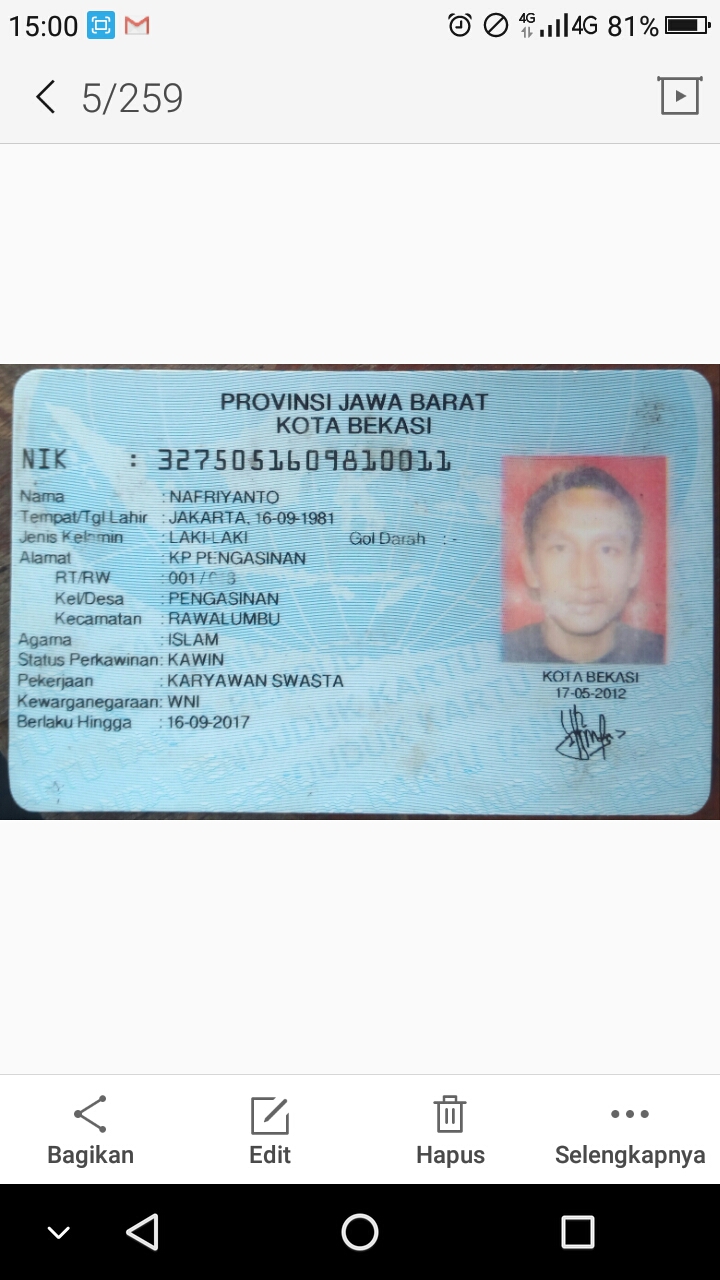 15:00 4G 4G 81%
5/259
PROVINSI JAWA BARAT
KOTA BEKASI
NIK : 3275051609810011
Nama : NAFRIYANTO
Tempat/Tgl Lahir : JAKARTA, 16-09-1981
Jenis Kelamin : LAKI-LAKI Gol Darah : -
Alamat : KP PENGASINAN
RT/RW : 001 /
Kel/Desa : PENGASINAN
Kecamatan : RAWALUMBU
Agama : ISLAM
Status Perkawinan: KAWIN
Pekerjaan : KARYAWAN SWASTA
Kewarganegaraan: WNI
Berlaku Hingga : 16-09-2017
KOTA BEKASI
17-05-2012
Bagikan Edit Hapus Selengkapnya